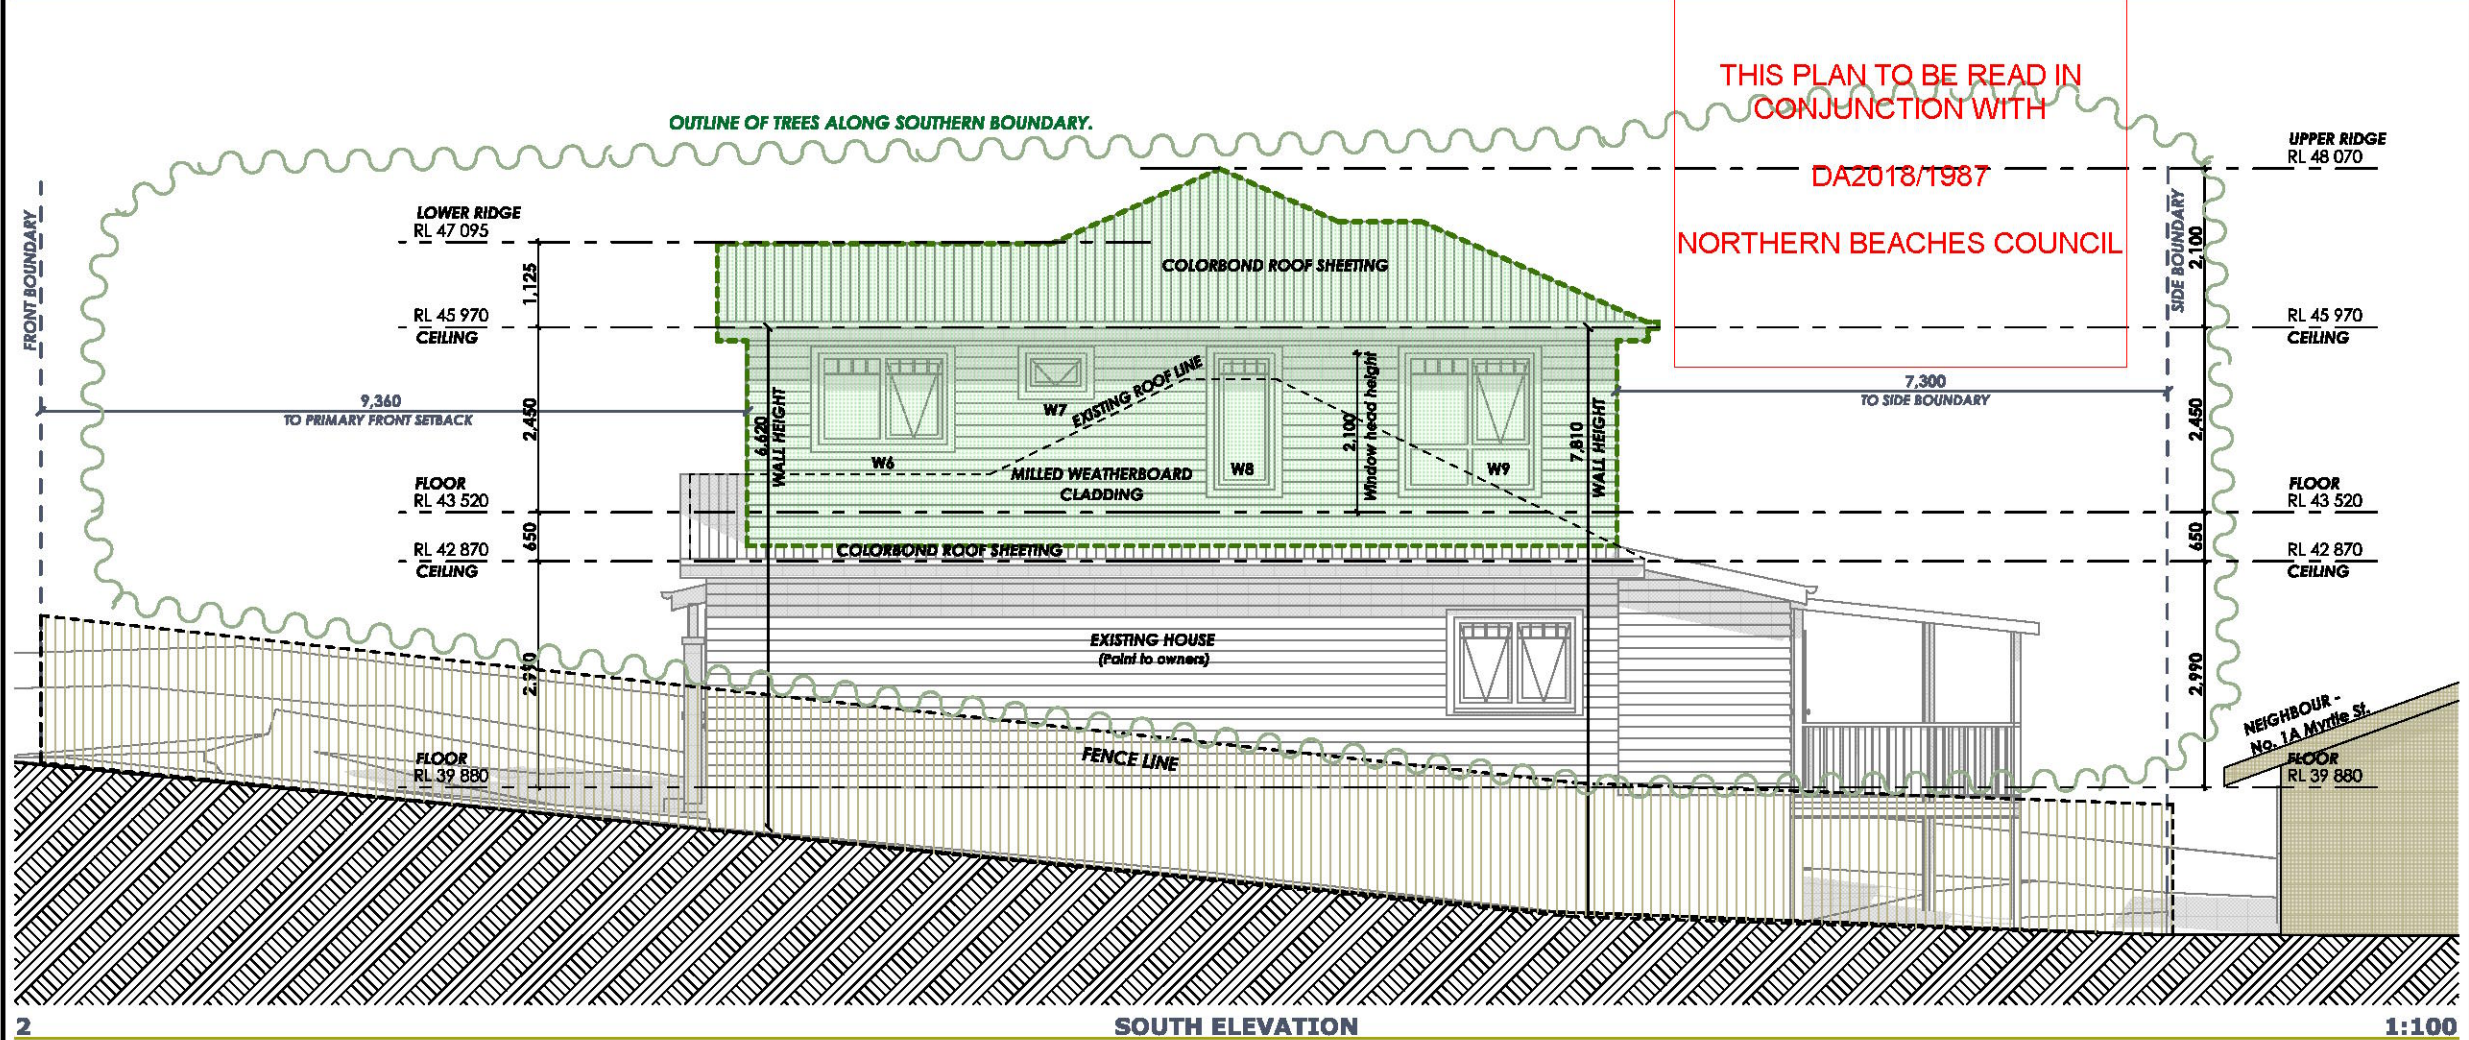 THIS PLAN TO BE READ IN
CONJUNCTION WITH
DA2018/1987
NORTHERN BEACHES COUNCIL
OUTLINE OF TREES ALONG SOUTHERN BOUNDARY.
UPPER RIDGE
RL 48 070
LOWER RIDGE
RL 47 095
FRONT BOUNDARY
SIDE BOUNDARY
2,100
1,125
COLORBOND ROOF SHEETING
RL 45 970
CEILING
RL 45 970
CEILING
9,360
TO PRIMARY FRONT SETBACK
2,450
6,620
WALL HEIGHT
W6
W7
EXISTING ROOF LINE
W8
2,100
Window head height
W9
7,810
WALL HEIGHT
7,300
TO SIDE BOUNDARY
2,450
MILLED WEATHERBOARD
CLADDING
FLOOR
RL 43 520
FLOOR
RL 43 520
650
650
COLORBOND ROOF SHEETING
RL 42 870
CEILING
RL 42 870
CEILING
EXISTING HOUSE
(Paint to owners)
2,990
2,990
NEIGHBOUR -
No. 1A Myrtle St.
FENCE LINE
FLOOR
RL 39 880
FLOOR
RL 39 880
2
SOUTH ELEVATION
1:100